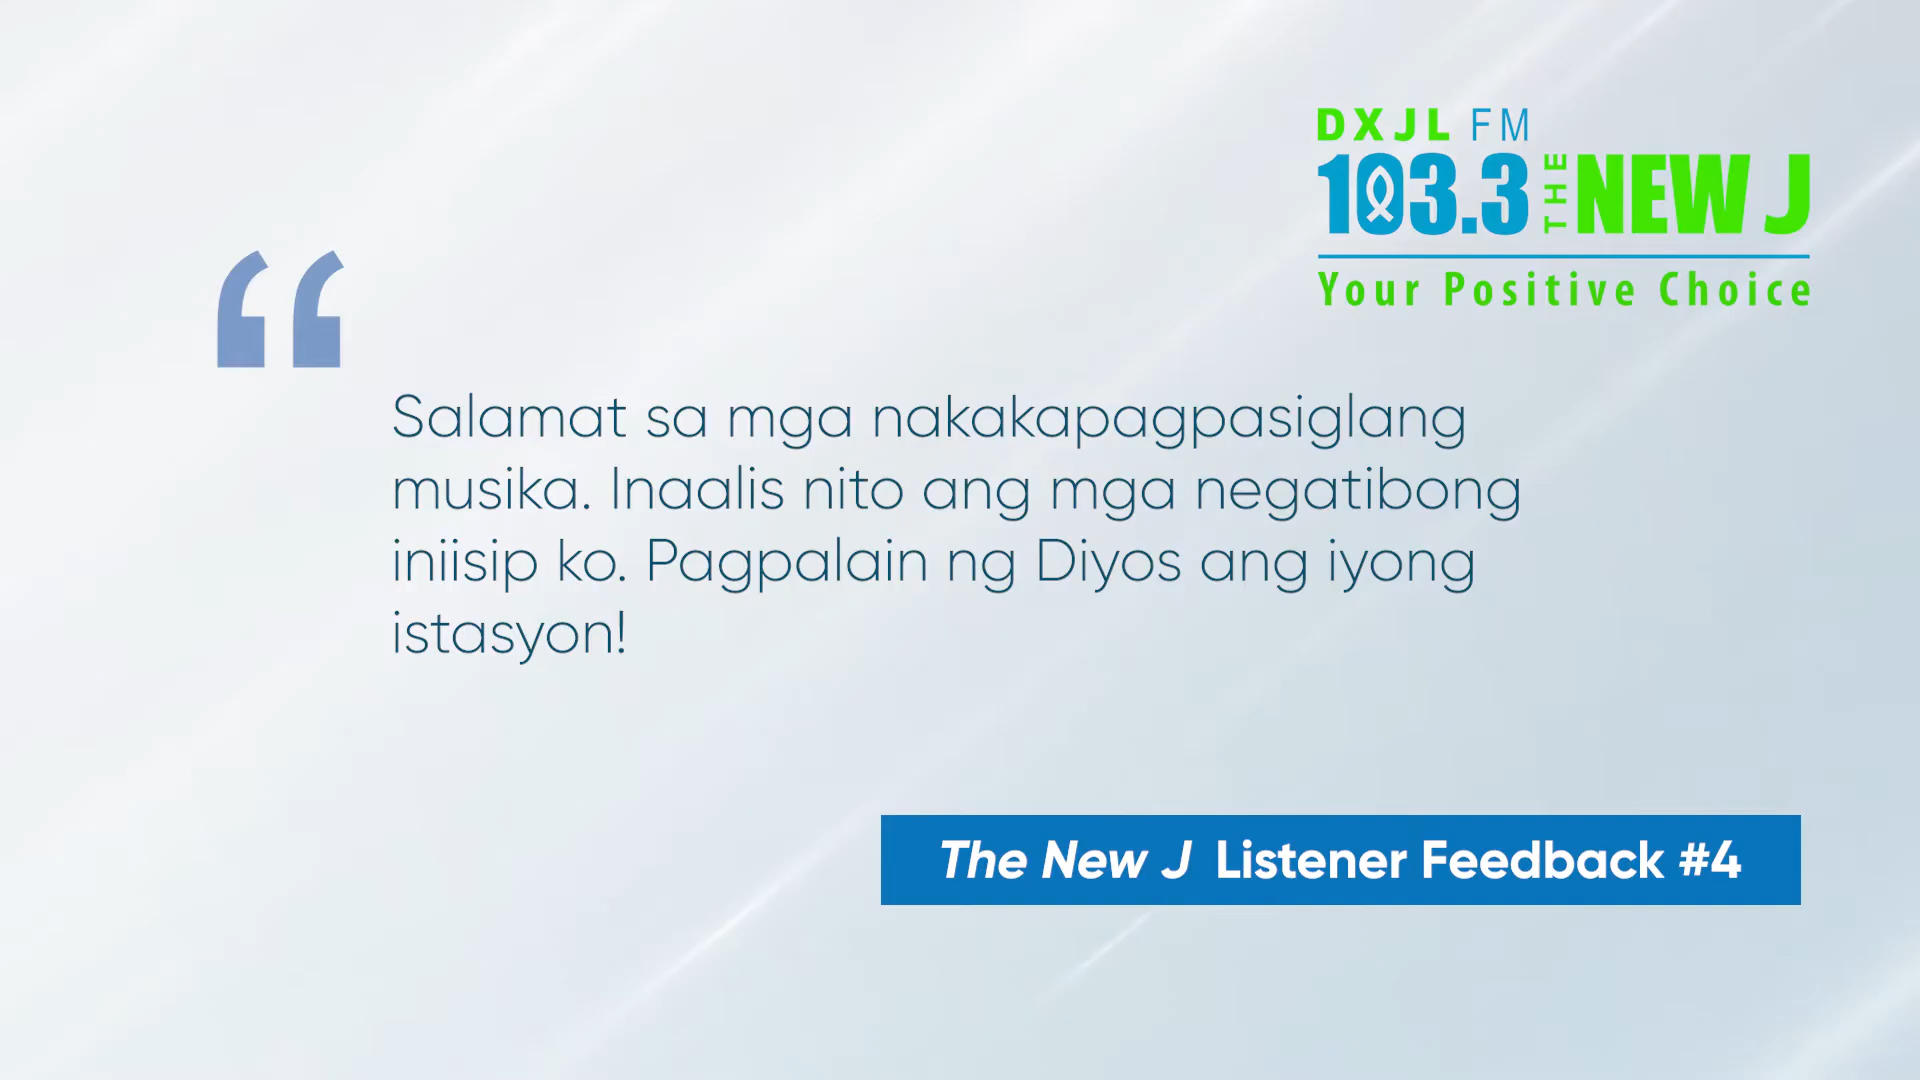 DXJL FM
103.3 THE NEW J
Your Positive Choice
“
Salamat sa mga nakakapagpasiglang
musika. Inaalis nito ang mga negatibong
iniisip ko. Pagpalain ng Diyos ang iyong
istasyon!
The New J Listener Feedback #4